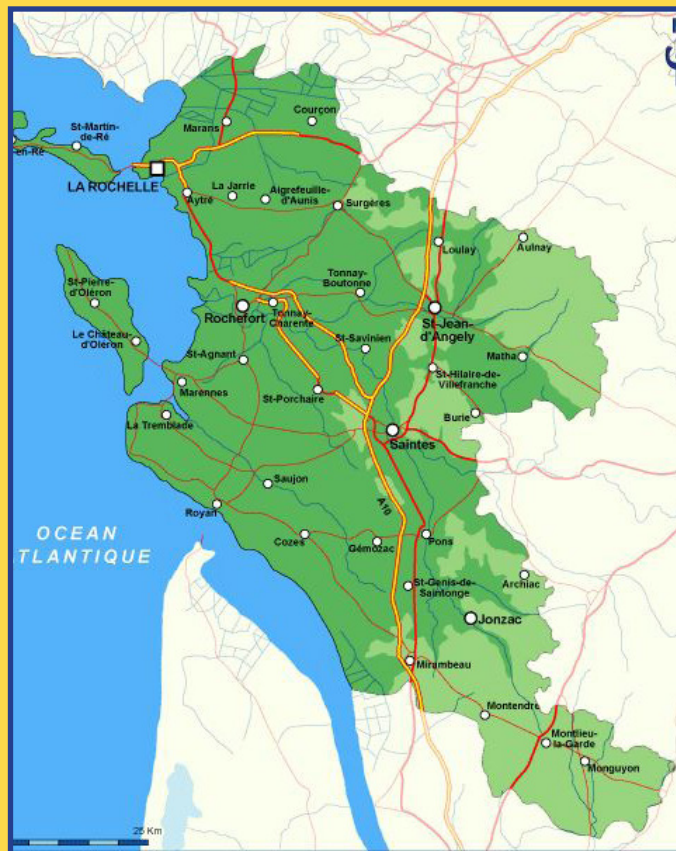 Courçon
Marans
St-Martin-
de-Ré
en-Ré
LA ROCHELLE
La Jarrie
Aytré
Aigrefeuille-
d'Aunis
Surgères
Loulay
Aulnay
St-Pierre-
d'Oléron
Tonnay-
Boutonne
Rochefort
Tonnay-
Charente
St-Jean-
d'Angely
Le Château-
d'Oléron
St-Savinien
St-Agnant
Matha
St-Hilaire-de-
Villefranche
Marennes
St-Porchaire
La Tremblade
Burie
Saintes
Saujon
A10
Royan
OCEAN
TLANTIQUE
Cozes
Gémozac
Pons
St-Genis-de-
Saintonge
Archiac
Jonzac
Mirambeau
Montendre
Montlieu-
la-Garde
Monguyon
25 Km